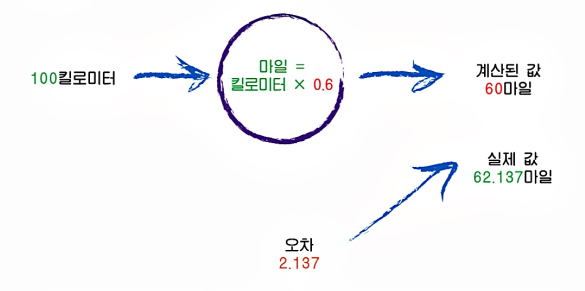 100킬로미터
마일 =
킬로미터 × 0.6
계산된 값
60마일
실제 값
62.137마일
오차
2.137